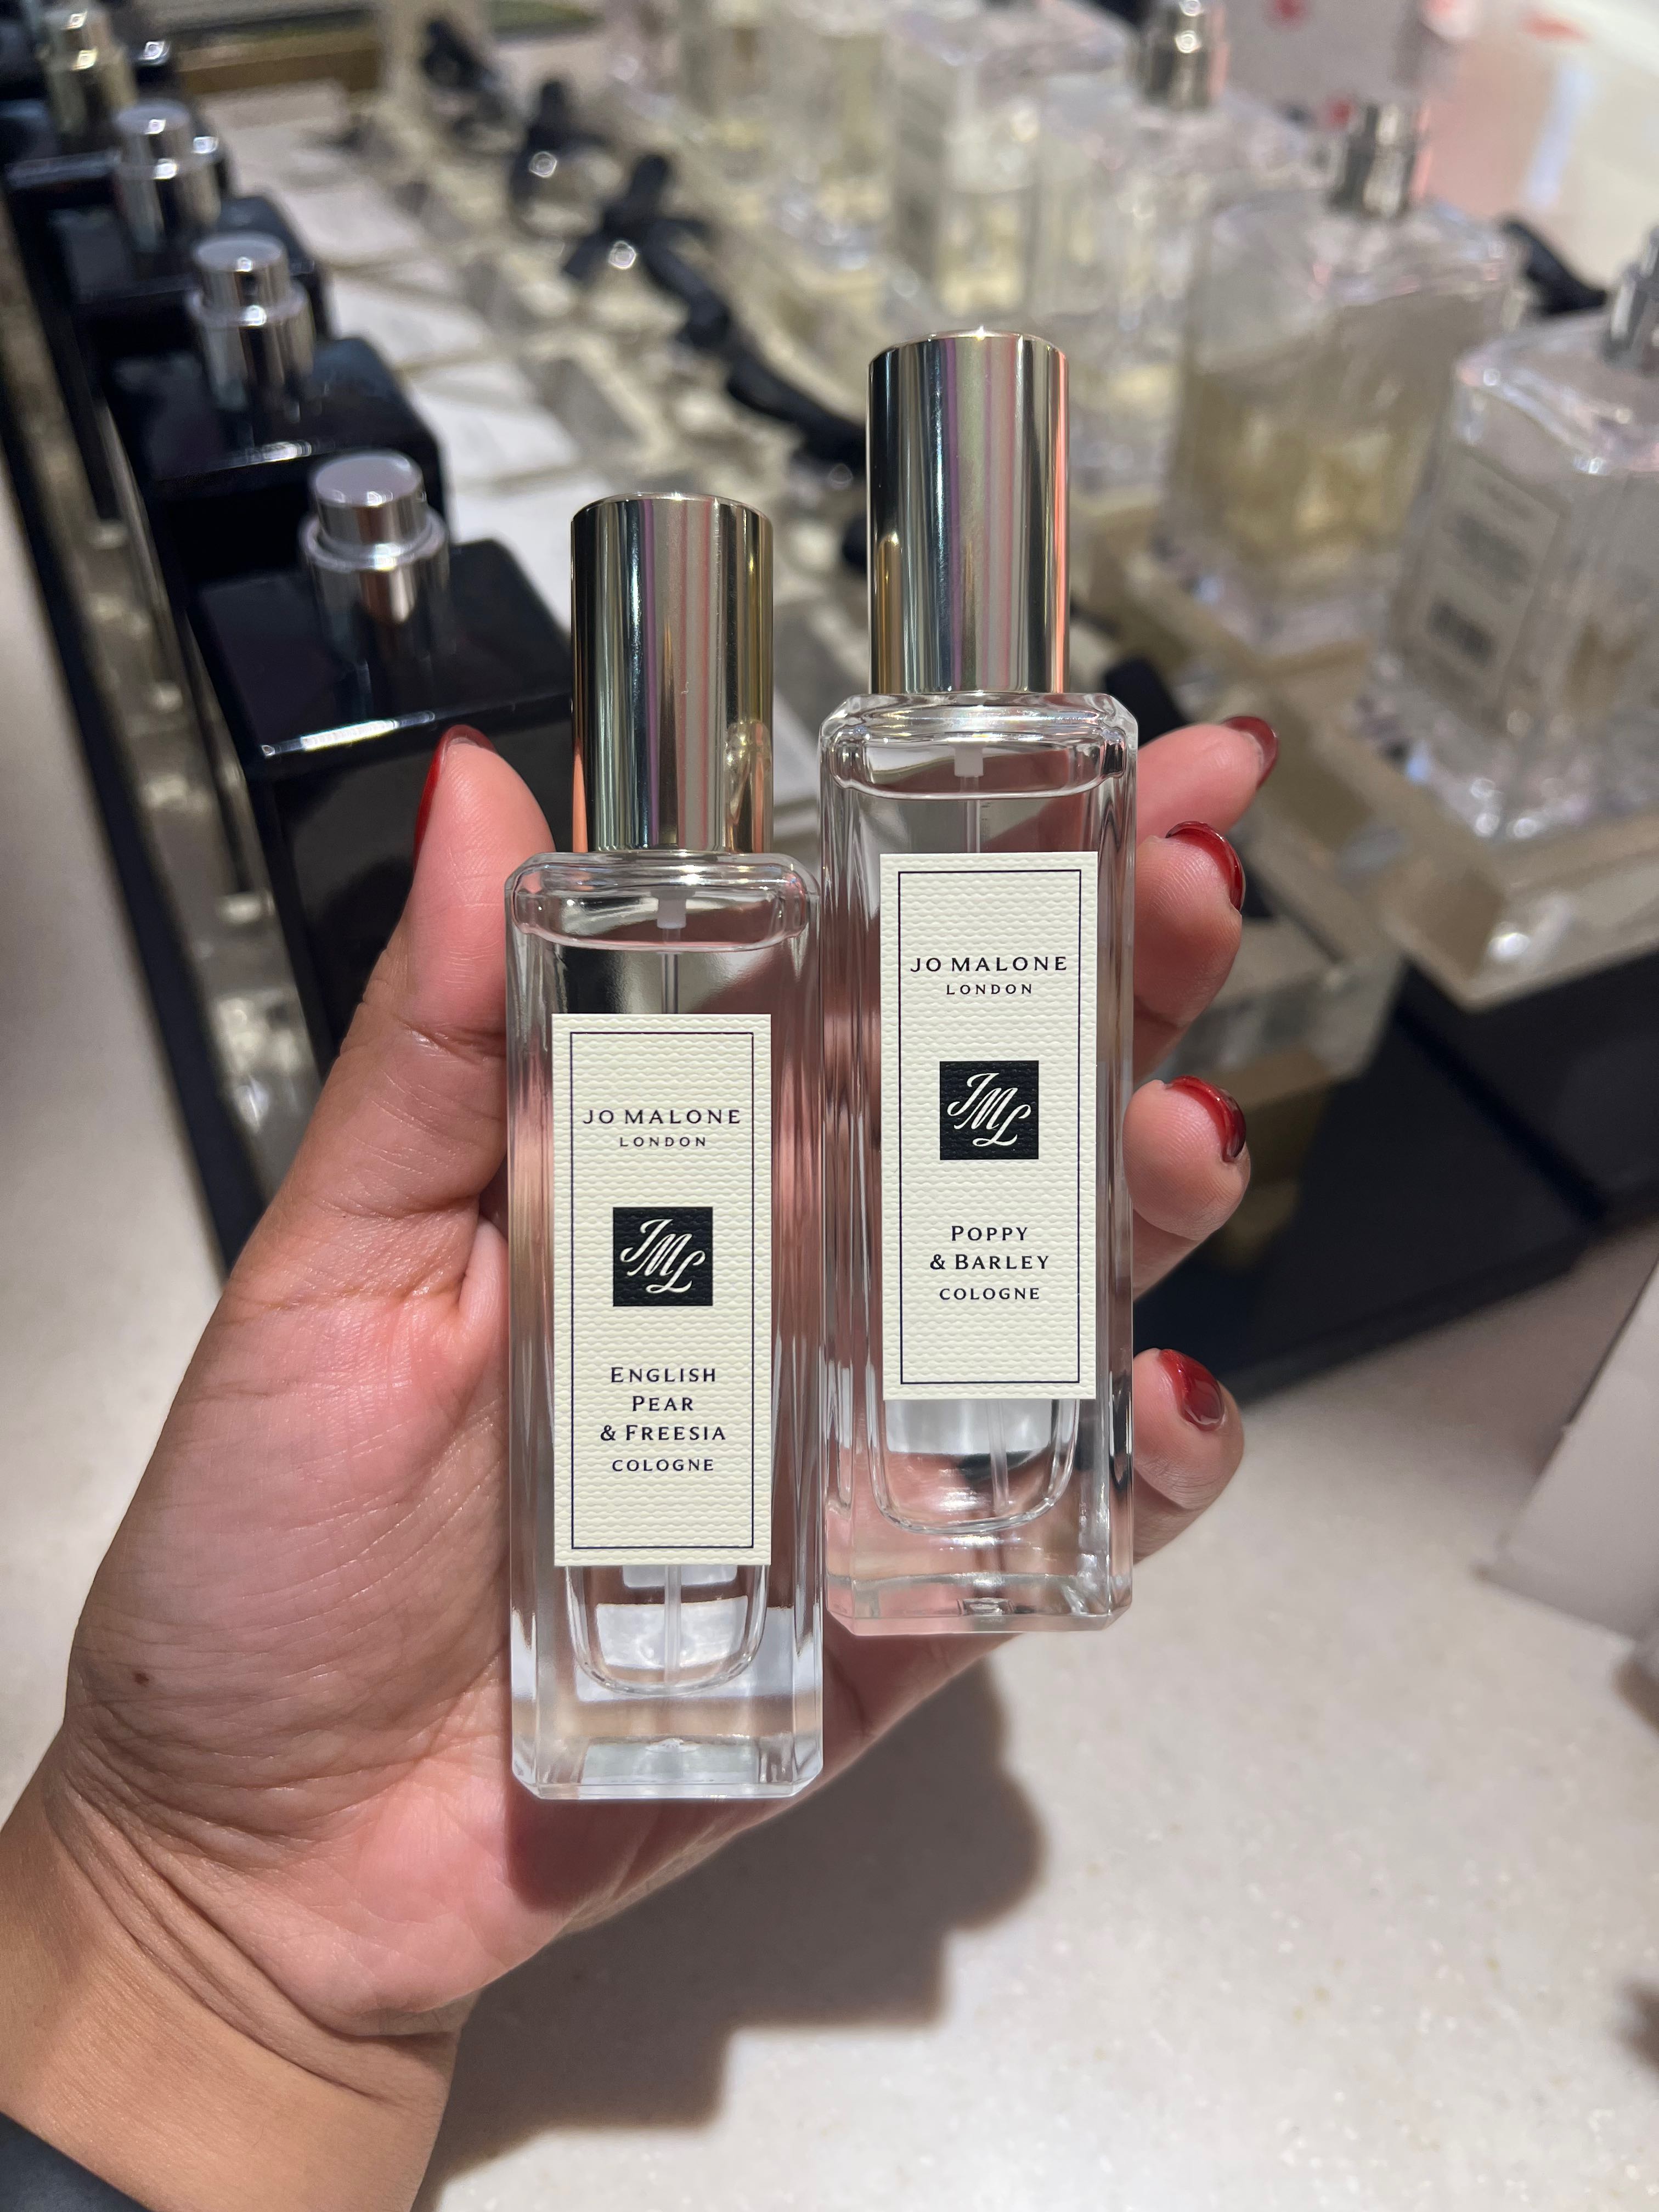 JO MALONE
LONDON
JML
ENGLISH
PEAR
& FREESIA
COLOGNE
JO MALONE
LONDON
JML
POPPY
& BARLEY
COLOGNE